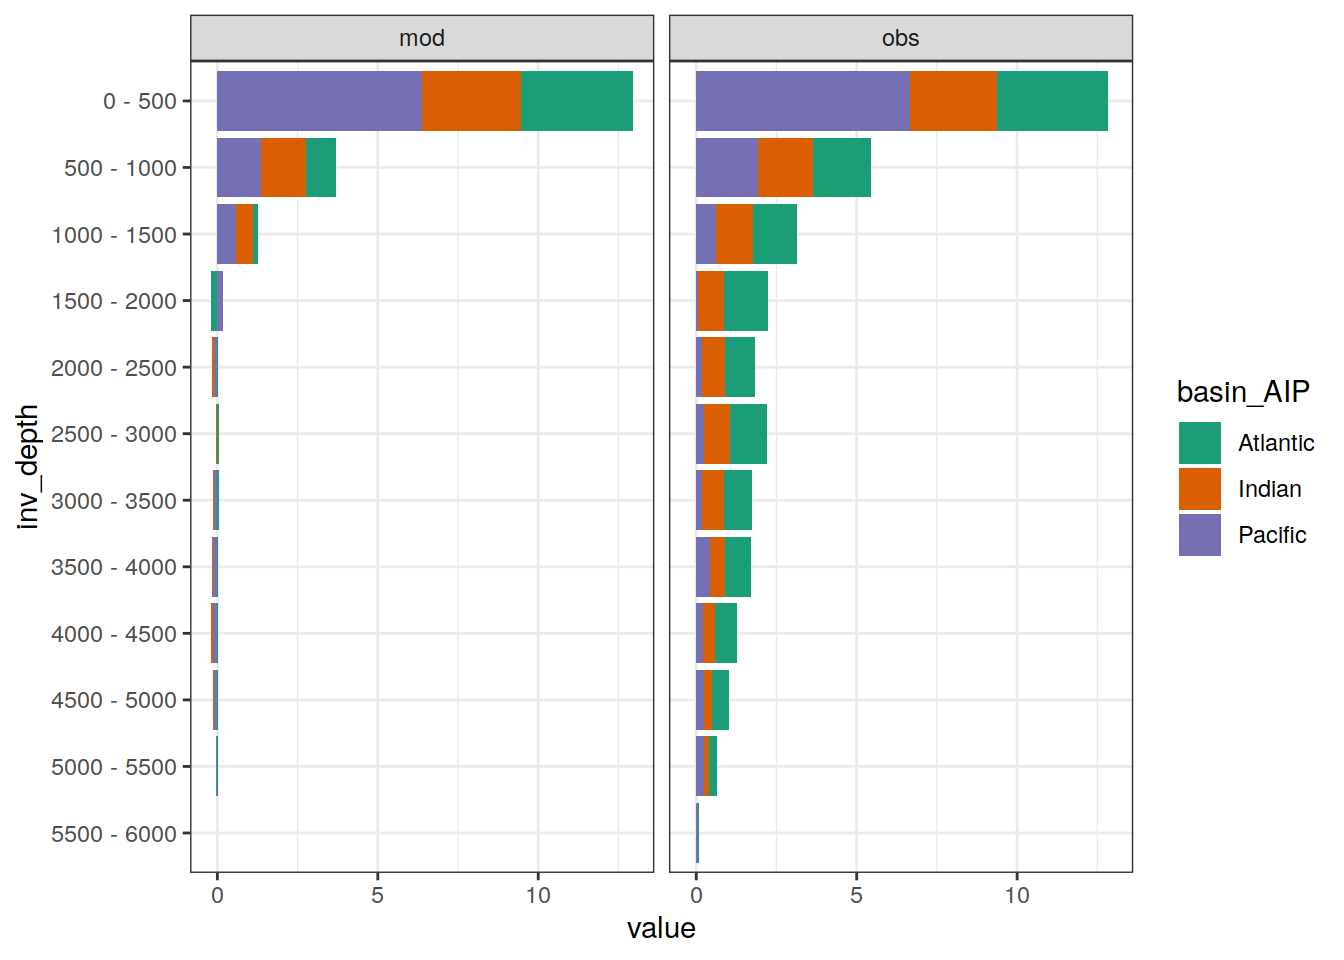 mod
obs
0 - 500
500 - 1000
1000 - 1500
1500 - 2000
2000 - 2500
2500 - 3000
3000 - 3500
3500 - 4000
4000 - 4500
4500 - 5000
5000 - 5500
5500 - 6000
inv_depth
0
5
10
0
5
10
value
basin_AIP
Atlantic
Indian
Pacific